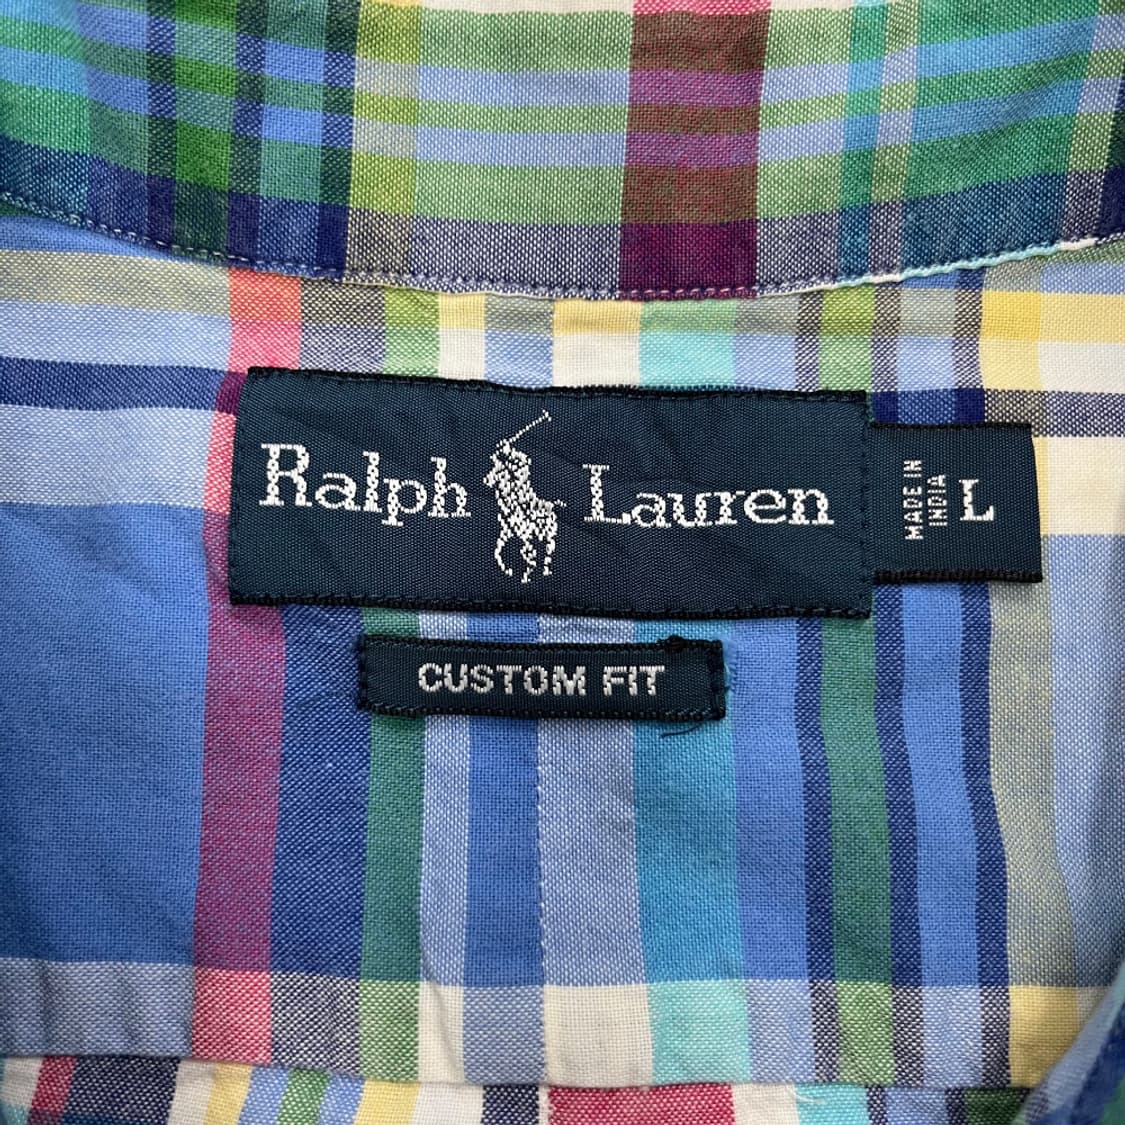 Ralph Lauren
MADE IN
INDIA
L
CUSTOM FIT